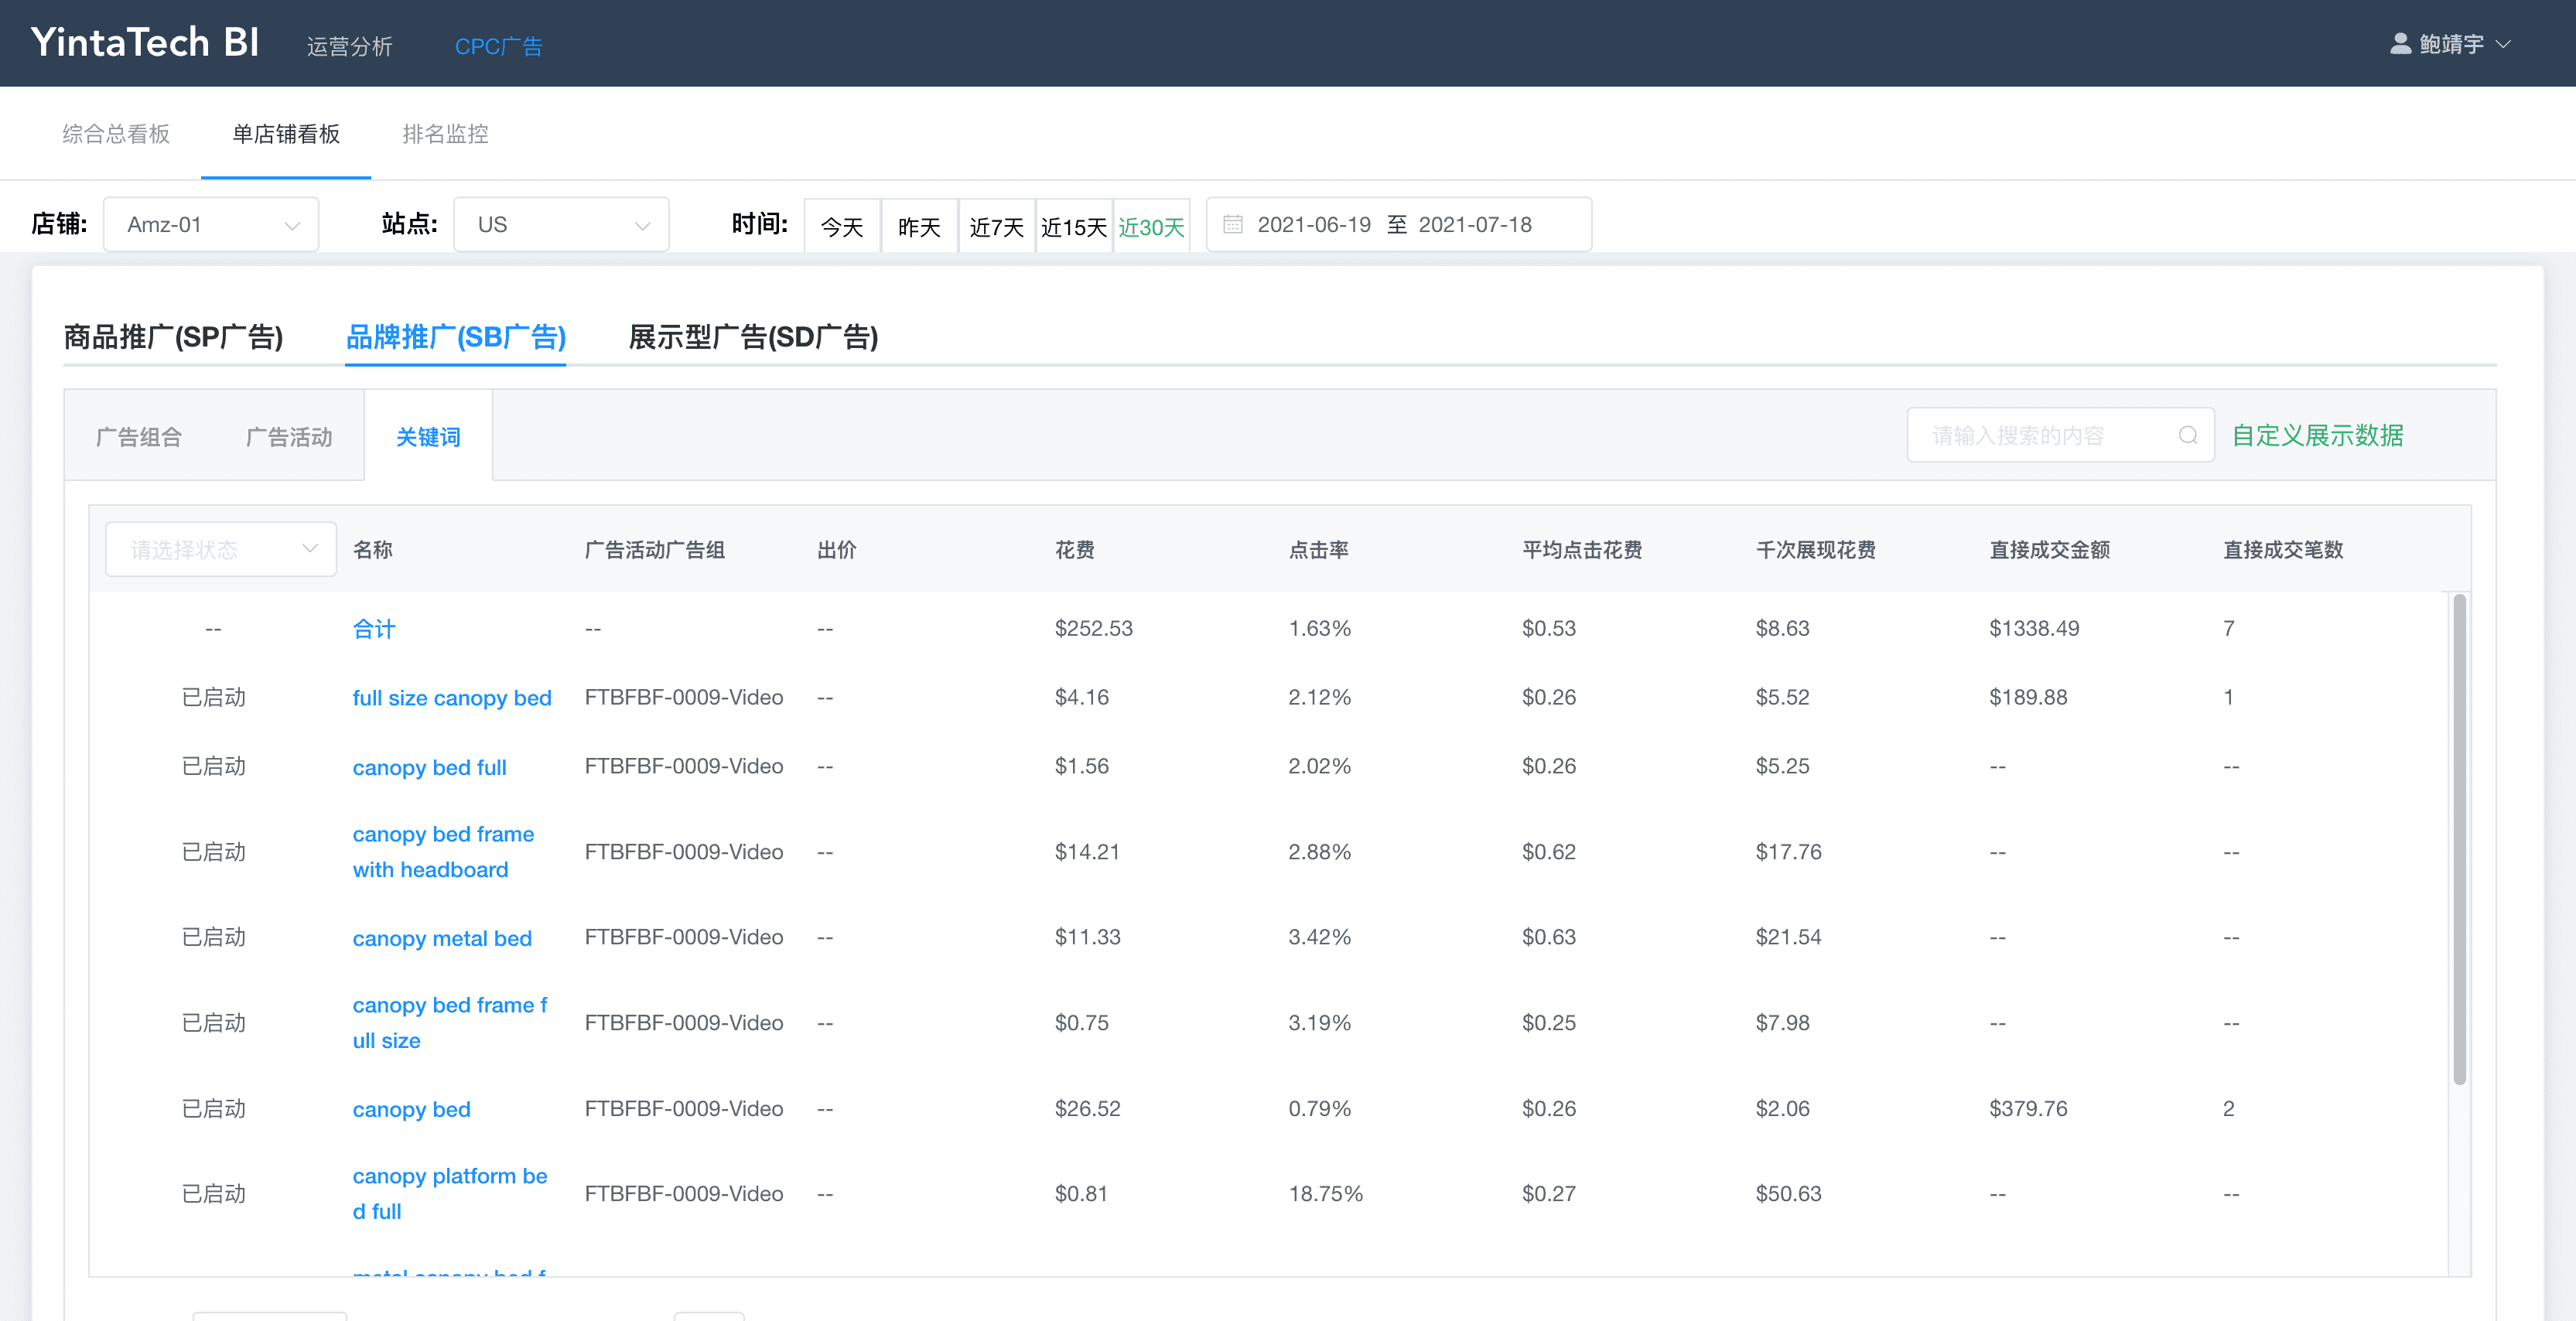 YintaTech BI 运营分析 CPC广告 鲍靖宇
综合总看板 单店铺看板 排名监控
店铺: Amz-01 站点: US 时间: 今天 昨天 近7天 近15天 近30天 2021-06-19 至 2021-07-18
商品推广(SP广告) 品牌推广(SB广告) 展示型广告(SD广告)
广告组合 广告活动 关键词 请输入搜索的内容 自定义展示数据
请选择状态 名称 广告活动广告组 出价 花费 点击率 平均点击花费 千次展现花费 直接成交金额 直接成交笔数
-- 合计 -- -- $252.53 1.63% $0.53 $8.63 $1338.49 7
已启动 full size canopy bed FTBFBF-0009-Video -- $4.16 2.12% $0.26 $5.52 $189.88 1
已启动 canopy bed full FTBFBF-0009-Video -- $1.56 2.02% $0.26 $5.25 -- --
canopy bed frame
已启动 with headboard FTBFBF-0009-Video -- $14.21 2.88% $0.62 $17.76 -- --
已启动 canopy metal bed FTBFBF-0009-Video -- $11.33 3.42% $0.63 $21.54 -- --
canopy bed frame f
已启动 ull size FTBFBF-0009-Video -- $0.75 3.19% $0.25 $7.98 -- --
已启动 canopy bed FTBFBF-0009-Video -- $26.52 0.79% $0.26 $2.06 $379.76 2
canopy platform be
已启动 d full FTBFBF-0009-Video -- $0.81 18.75% $0.27 $50.63 -- --
metal canopy bed f